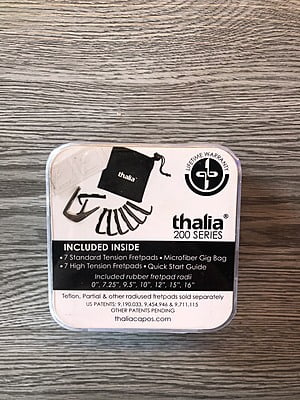 LIFETIME WARRANTY
thalia
thalia®
200 SERIES
INCLUDED INSIDE
• 7 Standard Tension Fretpads • Microfiber Gig Bag
• 7 High Tension Fretpads • Quick Start Guide
Included rubber fretpad radii
0", 7.25", 9.5", 10", 12", 15", 16"
Teflon, Partial & other radiused fretpads sold separately
US PATENTS: 9,190,033, 9,454,946 & 9,711,115
OTHER PATENTS PENDING
thaliacapos.com